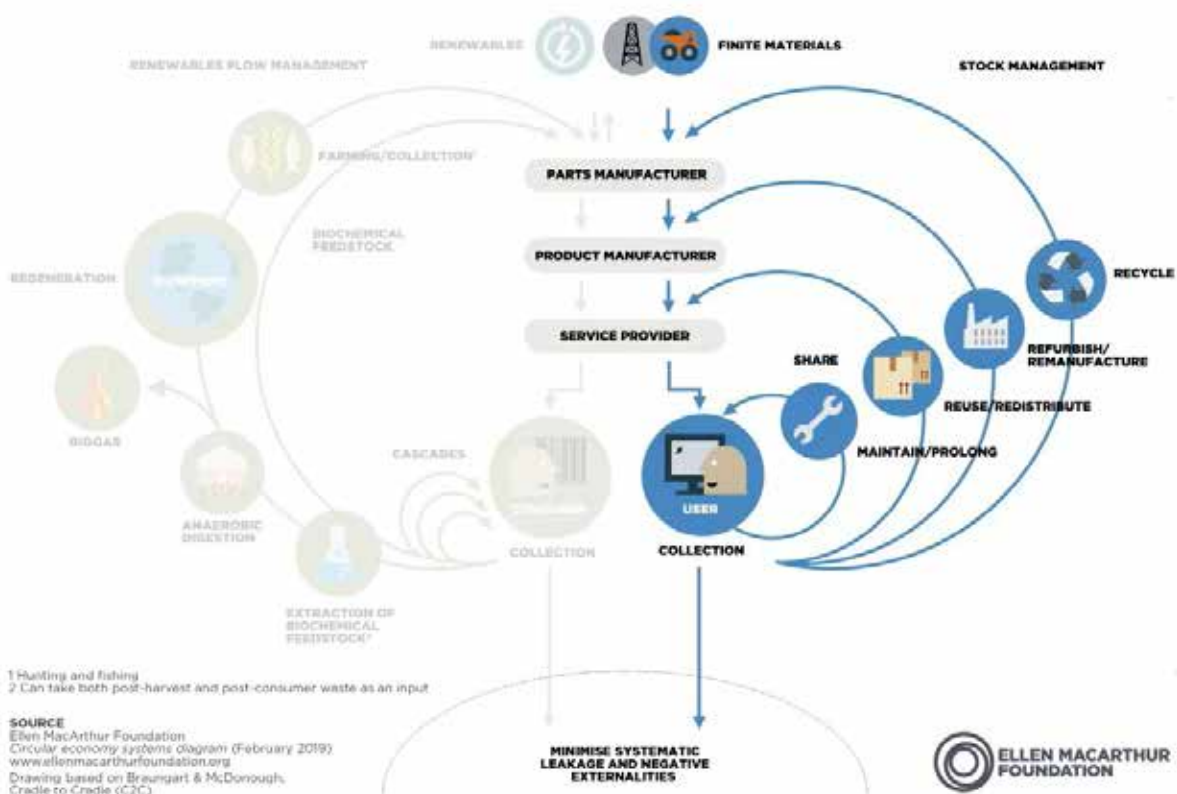 RENEWABLES
FINITE MATERIALS
RENEWABLES FLOW MANAGEMENT
STOCK MANAGEMENT
FARMING/COLLECTION¹
PARTS MANUFACTURER
BIOCHEMICAL
FEEDSTOCK
PRODUCT MANUFACTURER
REGENERATION
RECYCLE
SERVICE PROVIDER
SHARE
REFURBISH/
REMANUFACTURE
REUSE/REDISTRIBUTE
BIOGAS
CASCADES
MAINTAIN/PROLONG
USER
ANAEROBIC
DIGESTION
COLLECTION
COLLECTION
EXTRACTION OF
BIOCHEMICAL
FEEDSTOCK²
1 Hunting and fishing
2 Can take both post-harvest and post-consumer waste as an input
SOURCE
Ellen MacArthur Foundation
Circular economy systems diagram (February 2019)
www.ellenmacarthurfoundation.org
Drawing based on Braungart & McDonough,
Cradle to Cradle (C2C)
MINIMISE SYSTEMATIC
LEAKAGE AND NEGATIVE
EXTERNALITIES
ELLEN MACARTHUR
FOUNDATION